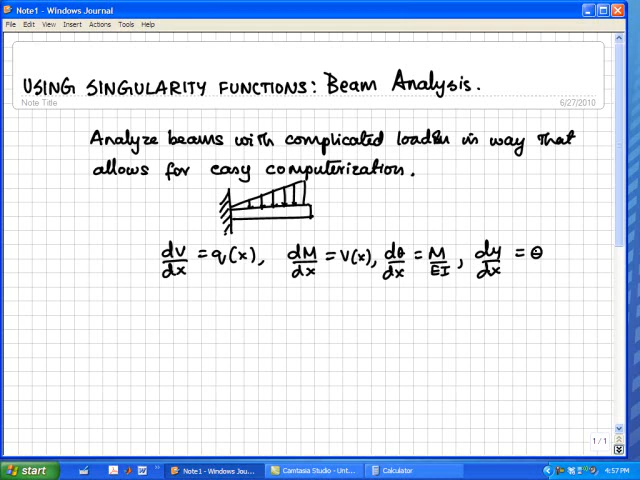 Note1 - Windows Journal
File Edit View Insert Actions Tools Help
USING SINGULARITY FUNCTIONS: Beam Analysis.
Note Title
6/27/2010
Analyze beams with complicated loads in way that
allows for easy computerization.
dV/dx = q(x), dM/dx = V(x), dθ/dx = M/EI, dy/dx = θ
1/1
start Note1 - Windows Jou... Camtasia Studio - Unt... Calculator 4:57 PM